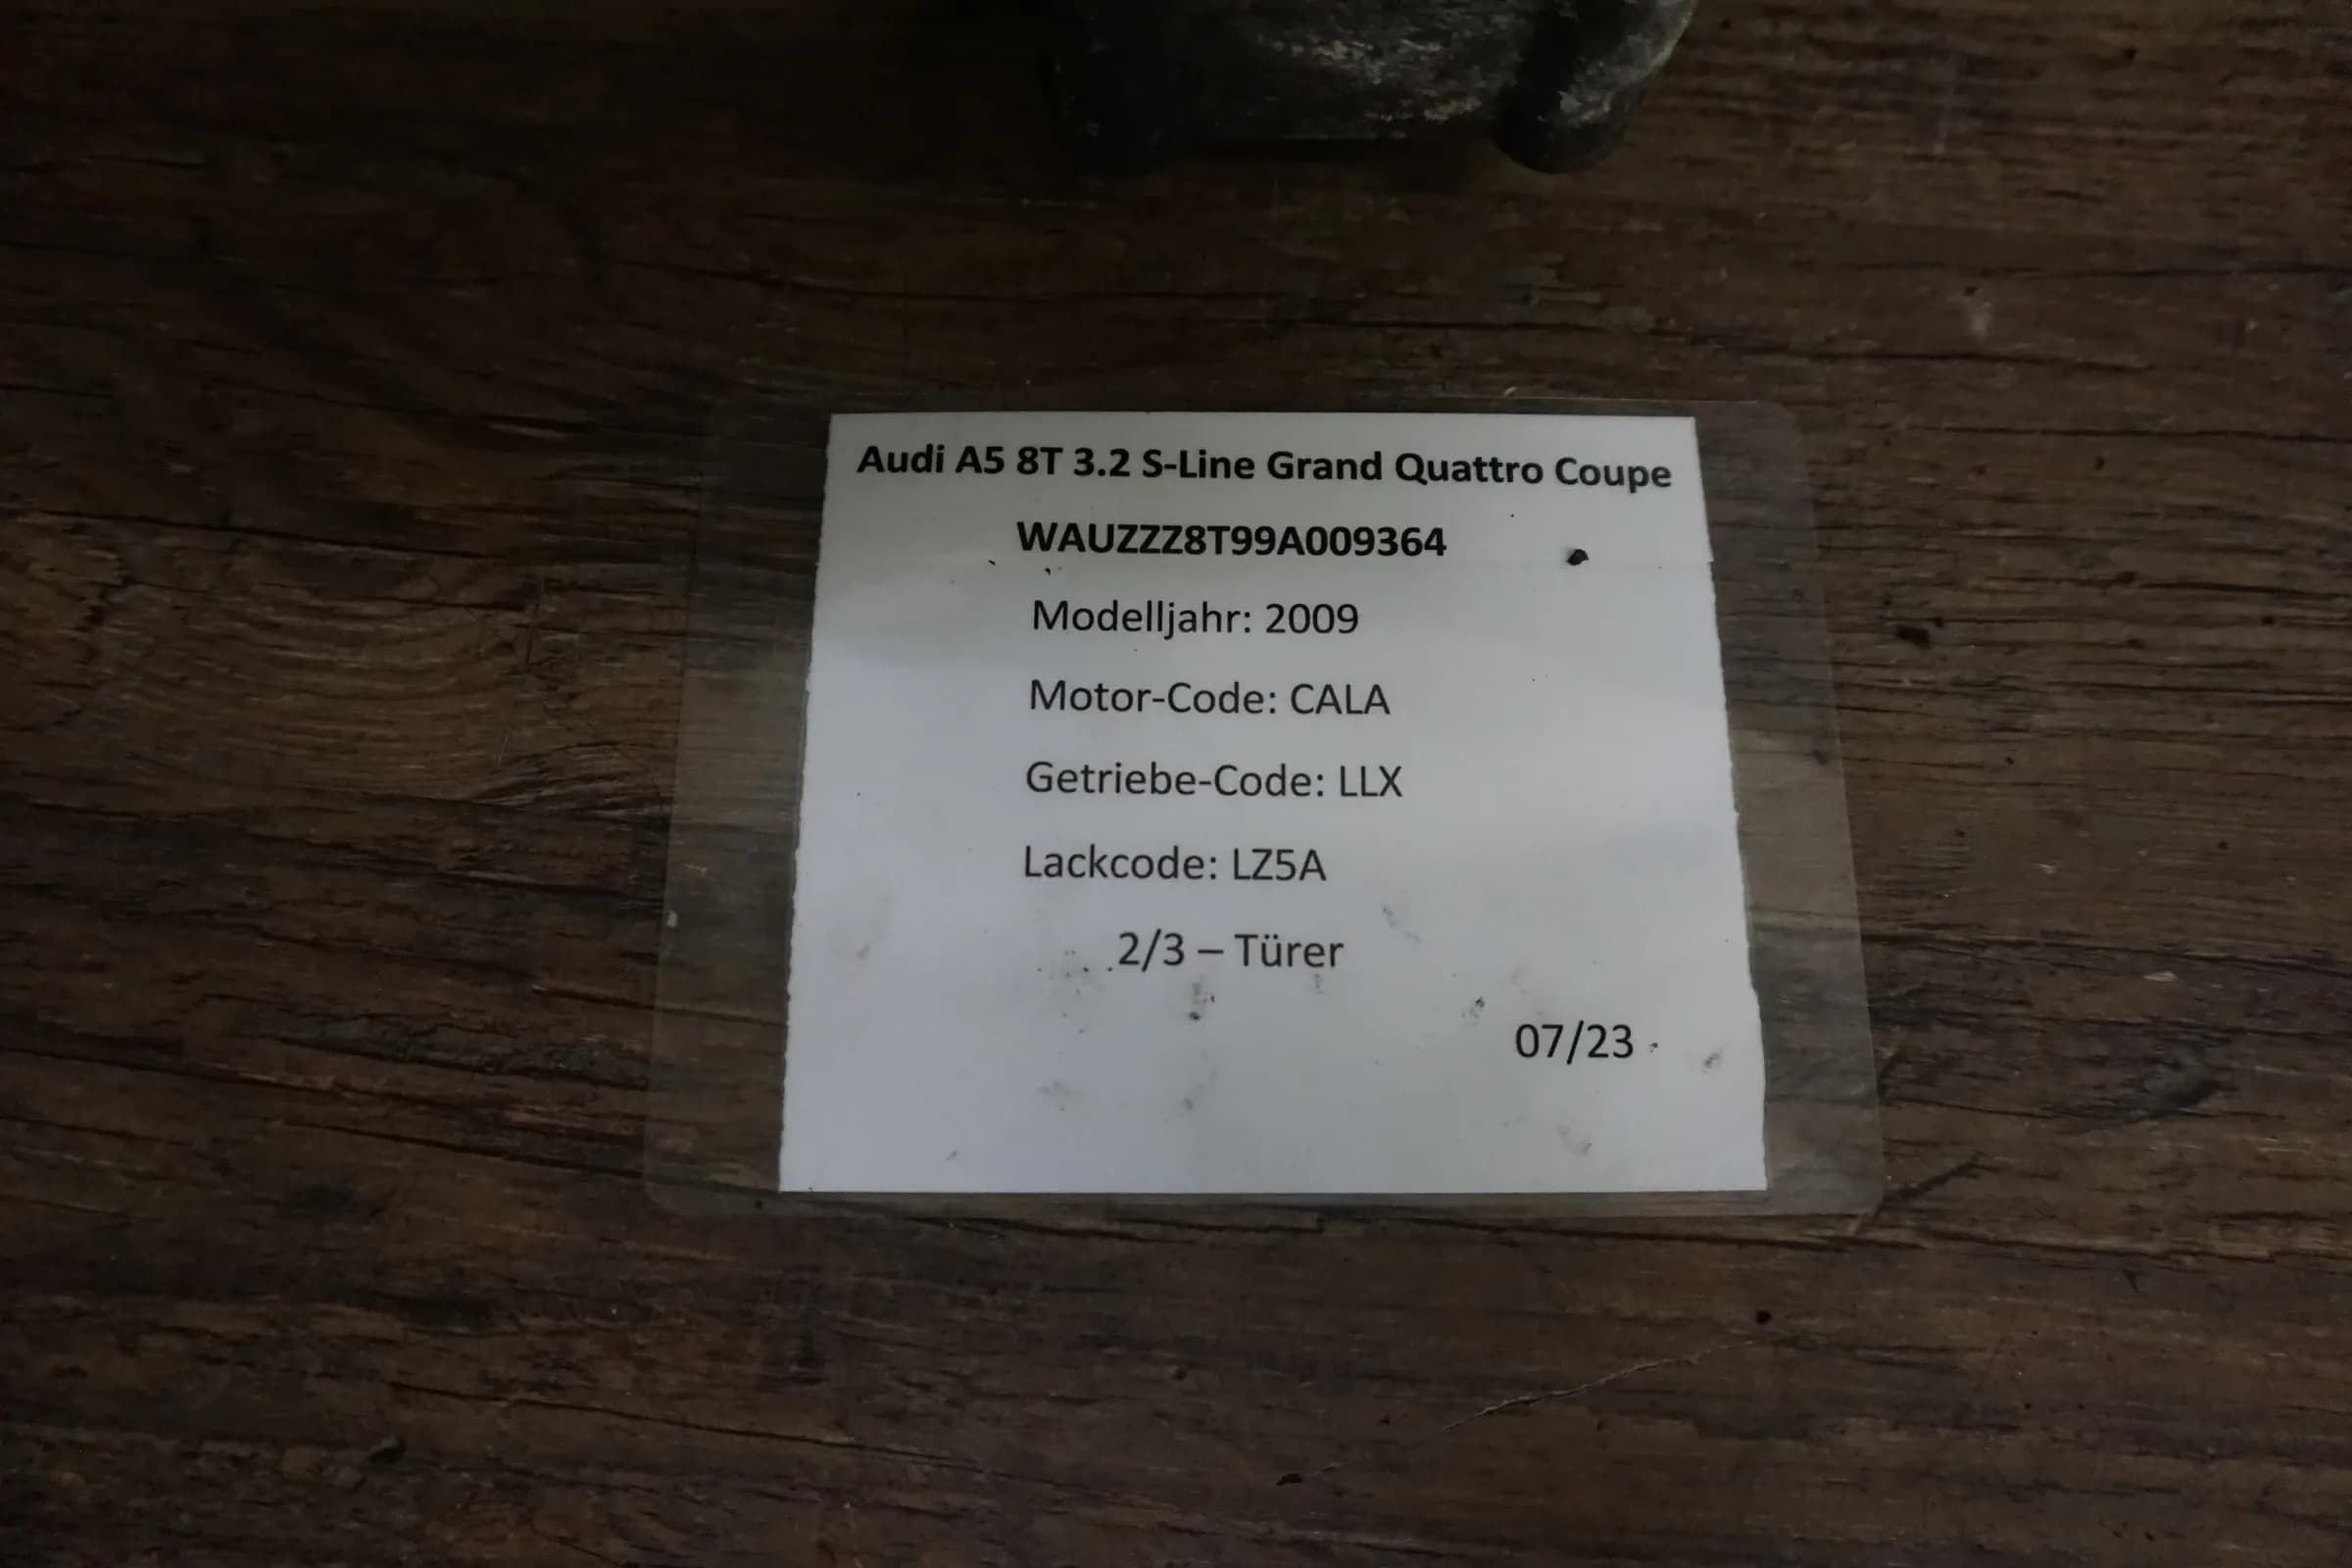 Audi A5 8T 3.2 S-Line Grand Quattro Coupe
WAUZZZ8T99A009364
Modelljahr: 2009
Motor-Code: CALA
Getriebe-Code: LLX
Lackcode: LZ5A
2/3 – Türer
07/23